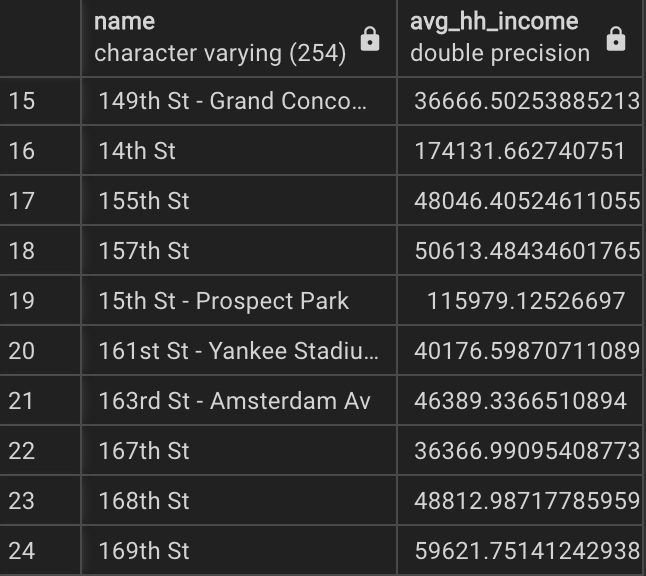 name avg_hh_income
character varying (254) double precision
15 149th St - Grand Conco... 36666.50253885213
16 14th St 174131.662740751
17 155th St 48046.40524611055
18 157th St 50613.48434601765
19 15th St - Prospect Park 115979.12526697
20 161st St - Yankee Stadiu... 40176.59870711089
21 163rd St - Amsterdam Av 46389.3366510894
22 167th St 36366.99095408773
23 168th St 48812.98717785959
24 169th St 59621.75141242938